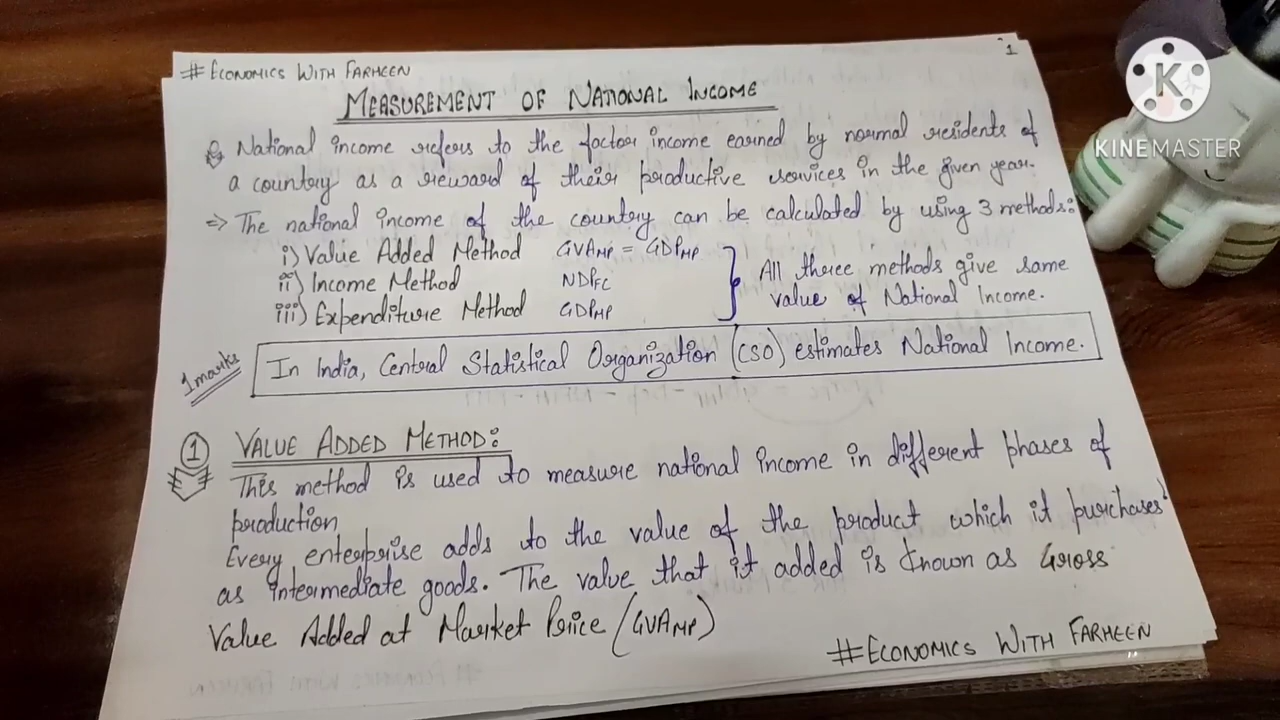 1
# ECONOMICS WITH FARHEEN
MEASUREMENT OF NATIONAL INCOME
National income refers to the factor income earned by normal residents of
a country as a reward of their productive services in the given year.
⇒ The national income of the country can be calculated by using 3 methods:
i) Value Added Method GVAMP = GDPMP
ii) Income Method NDPFC
iii) Expenditure Method GDPMP
All three methods give same
value of National Income.
1 marks
In India, Central Statistical Organization (CSO) estimates National Income.
1 VALUE ADDED METHOD:
This method is used to measure national income in different phases of
production
Every enterprise adds to the value of the product which it purchases
as intermediate goods. The value that it added is known as Gross
Value Added at Market Price (GVAMP)
#ECONOMICS WITH FARHEEN
K
KINEMASTER